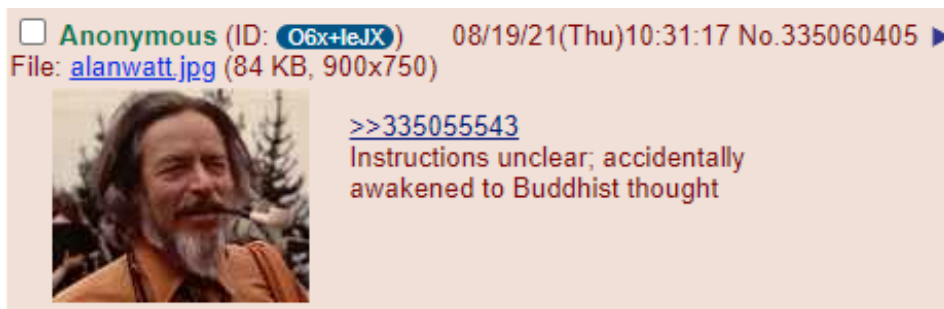 Anonymous (ID: O6x+IeJX) 08/19/21(Thu)10:31:17 No.335060405 ▶
File: alanwatt.jpg (84 KB, 900x750)
>>335055543
Instructions unclear; accidentally
awakened to Buddhist thought